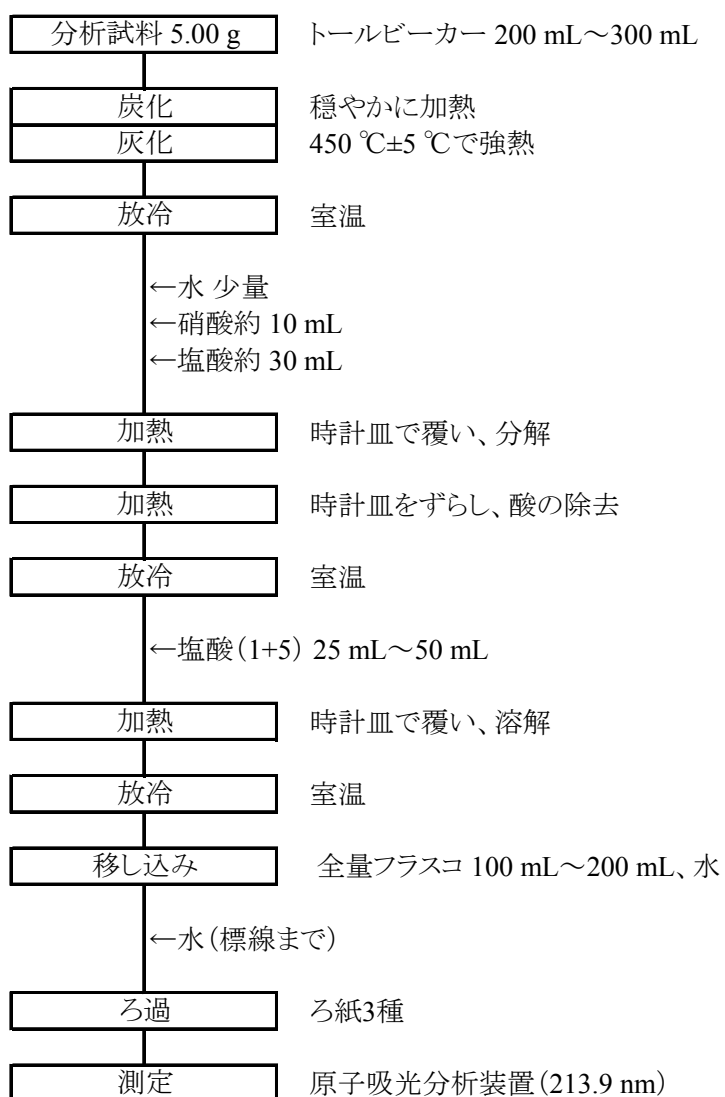 分析試料 5.00 g トールビーカー 200 mL～300 mL
炭化 穏やかに加熱
灰化 450 ℃±5 ℃で強熱
放冷 室温
←水 少量
←硝酸約 10 mL
←塩酸約 30 mL
加熱 時計皿で覆い、分解
加熱 時計皿をずらし、酸の除去
放冷 室温
←塩酸（1+5） 25 mL～50 mL
加熱 時計皿で覆い、溶解
放冷 室温
移し込み 全量フラスコ 100 mL～200 mL、水
←水（標線まで）
ろ過 ろ紙3種
測定 原子吸光分析装置（213.9 nm）